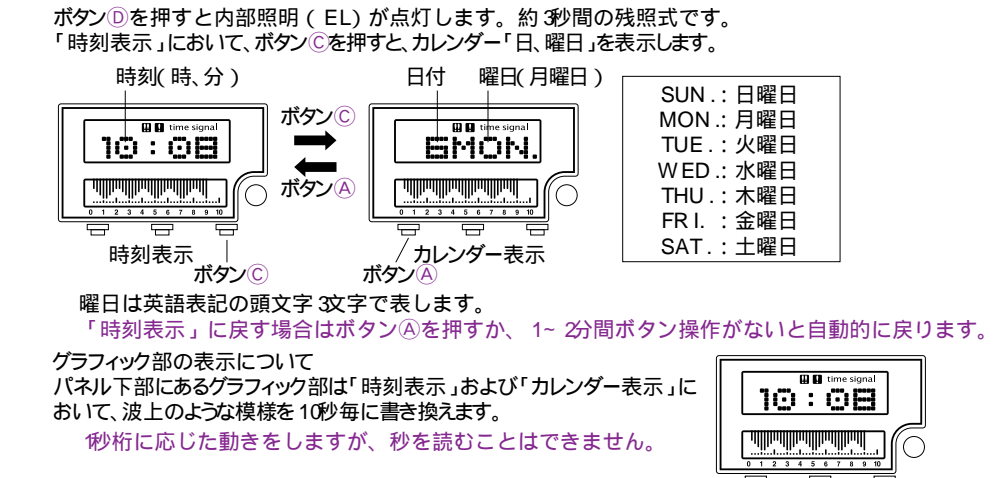 ボタンⒹを押すと内部照明（EL）が点灯します。約3秒間の残照式です。
「時刻表示」において、ボタンⒸを押すと、カレンダー「日、曜日」を表示します。
時刻（時、分）
日付 曜日（月曜日）
time signal
10:08
0 1 2 3 4 5 6 7 8 9 10
時刻表示
ボタンⒸ
ボタンⒸ
ボタンⒶ
time signal
6MON.
0 1 2 3 4 5 6 7 8 9 10
カレンダー表示
ボタンⒶ
SUN.：日曜日
MON.：月曜日
TUE.：火曜日
WED.：水曜日
THU.：木曜日
FRI.：金曜日
SAT.：土曜日
曜日は英語表記の頭文字3文字で表します。
「時刻表示」に戻す場合はボタンⒶを押すか、1~2分間ボタン操作がないと自動的に戻ります。
グラフィック部の表示について
パネル下部にあるグラフィック部は「時刻表示」および「カレンダー表示」に
おいて、波上のような模様を10秒毎に書き換えます。
1秒桁に応じた動きをしますが、秒を読むことはできません。
time signal
10:08
0 1 2 3 4 5 6 7 8 9 10